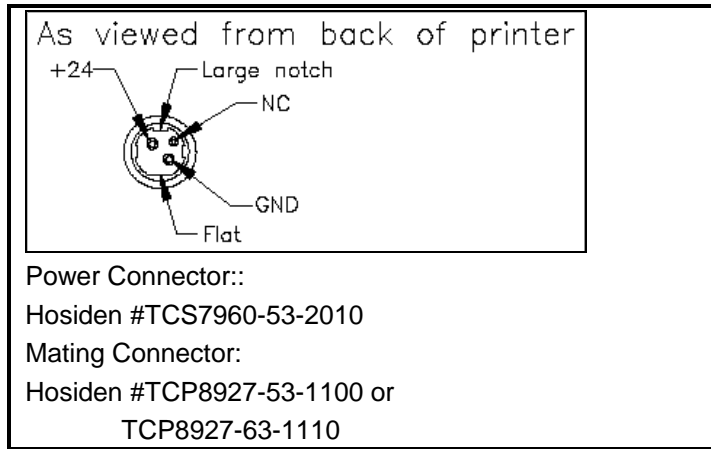 As viewed from back of printer
+24
Large notch
NC
GND
Flat
Power Connector::
Hosiden #TCS7960-53-2010
Mating Connector:
Hosiden #TCP8927-53-1100 or
TCP8927-63-1110